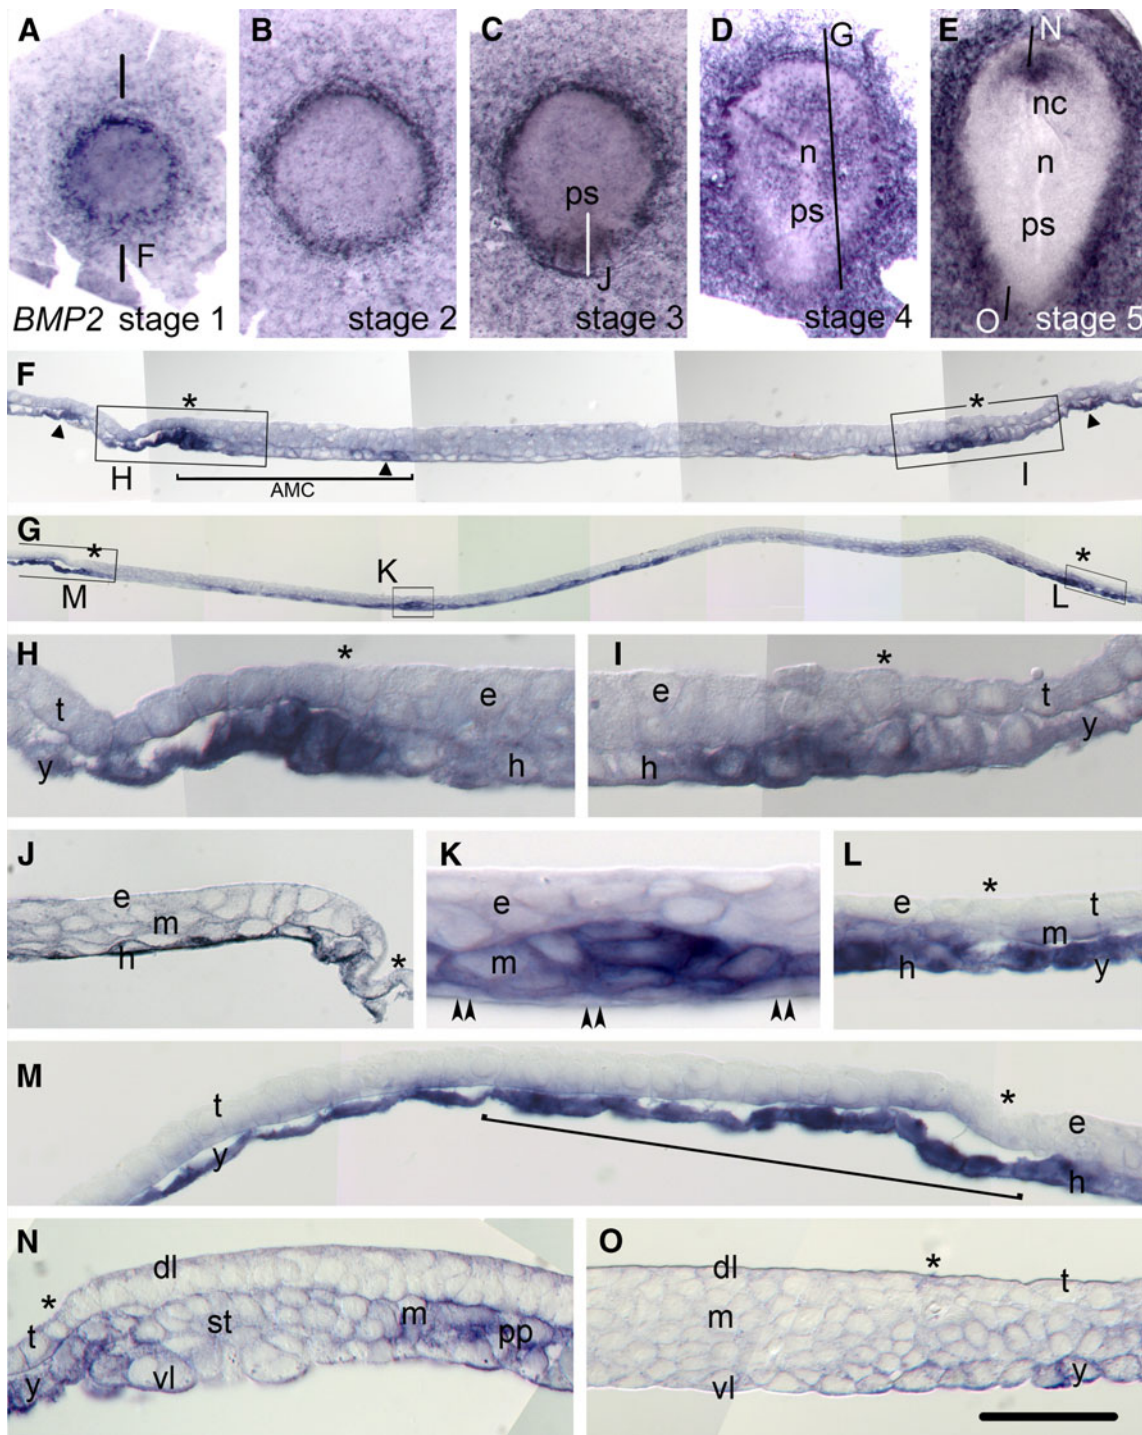 A B C D E
G N
nc
n n
ps ps ps
F J O
BMP2 stage 1 stage 2 stage 3 stage 4 stage 5
F
* *
H I
AMC
G
* K *
M L
H * I *
t e e t
y h h y
J K L
e e * e t
m m m
h * h y
M
t * e
y h
N O
dl dl *
* t
t st m pp m
y vl vl y